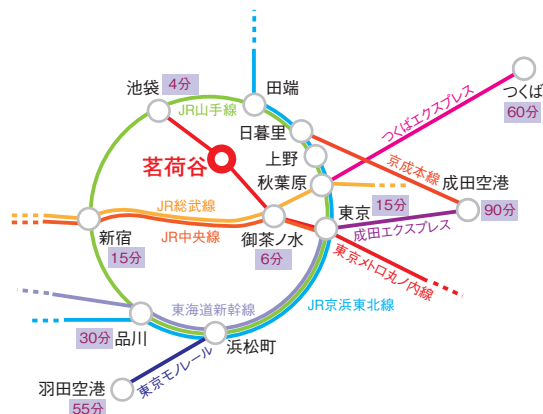 池袋
4分
田端
つくば
60分
JR山手線
日暮里
つくばエクスプレス
上野
京成本線
茗荷谷
秋葉原
成田空港
90分
JR総武線
東京
15分
成田エクスプレス
JR中央線
御茶ノ水
6分
新宿
15分
東京メトロ丸ノ内線
東海道新幹線
JR京浜東北線
30分
品川
浜松町
東京モノレール
羽田空港
55分